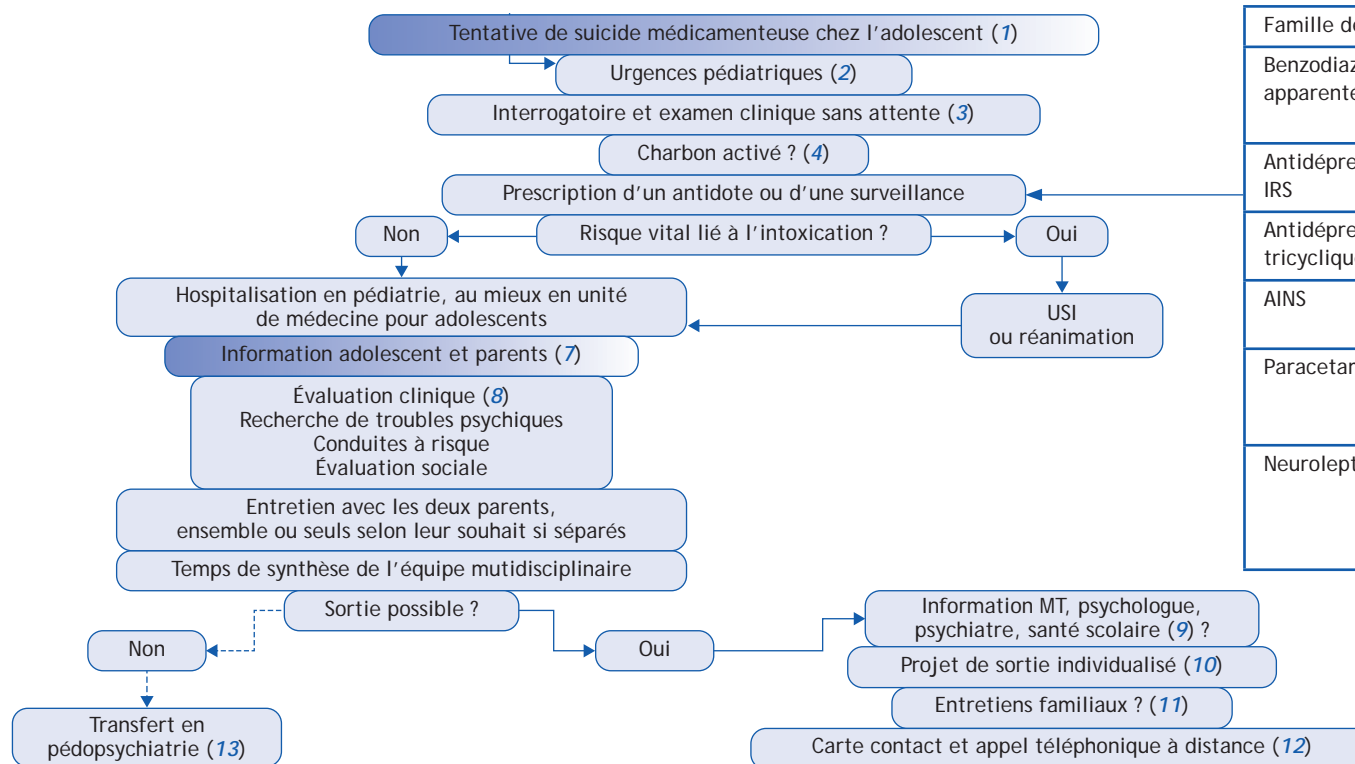 Tentative de suicide médicamenteuse chez l'adolescent (1)
Urgences pédiatriques (2)
Interrogatoire et examen clinique sans attente (3)
Charbon activé ? (4)
Prescription d'un antidote ou d'une surveillance
Non
Risque vital lié à l'intoxication ?
Oui
Hospitalisation en pédiatrie, au mieux en unité
de médecine pour adolescents
USI
ou réanimation
Information adolescent et parents (7)
Évaluation clinique (8)
Recherche de troubles psychiques
Conduites à risque
Évaluation sociale
Entretien avec les deux parents,
ensemble ou seuls selon leur souhait si séparés
Temps de synthèse de l'équipe mutidisciplinaire
Sortie possible ?
Non
Oui
Transfert en
pédopsychiatrie (13)
Information MT, psychologue,
psychiatre, santé scolaire (9) ?
Projet de sortie individualisé (10)
Entretiens familiaux ? (11)
Carte contact et appel téléphonique à distance (12)
Famille
IRS
AINS